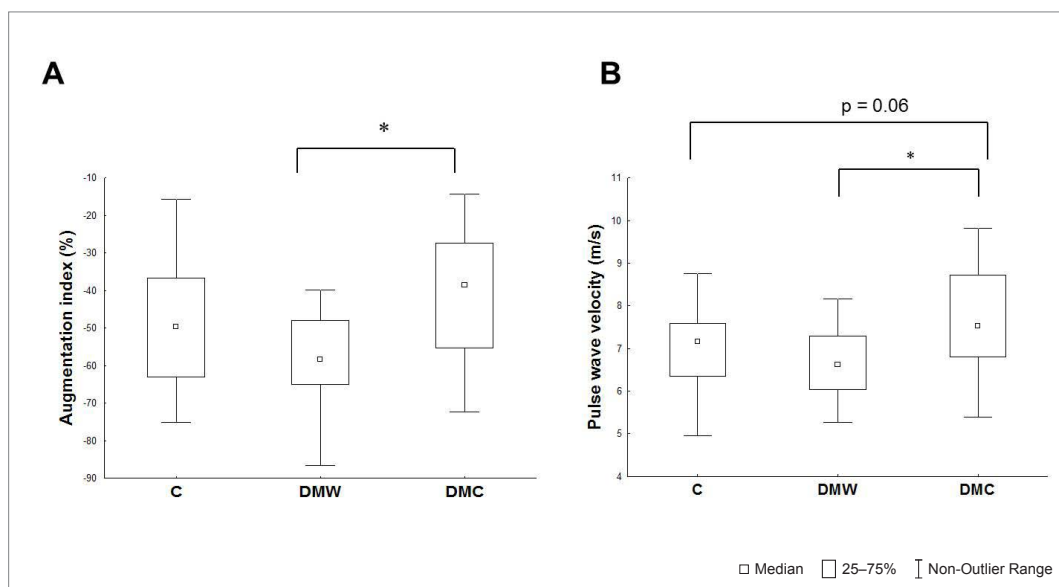 A
*
Augmentation index (%)
-10
-20
-30
-40
-50
-60
-70
-80
-90
C DMW DMC
B
p = 0.06
*
Pulse wave velocity (m/s)
11
10
9
8
7
6
5
4
C DMW DMC
Median 25–75% Non-Outlier Range